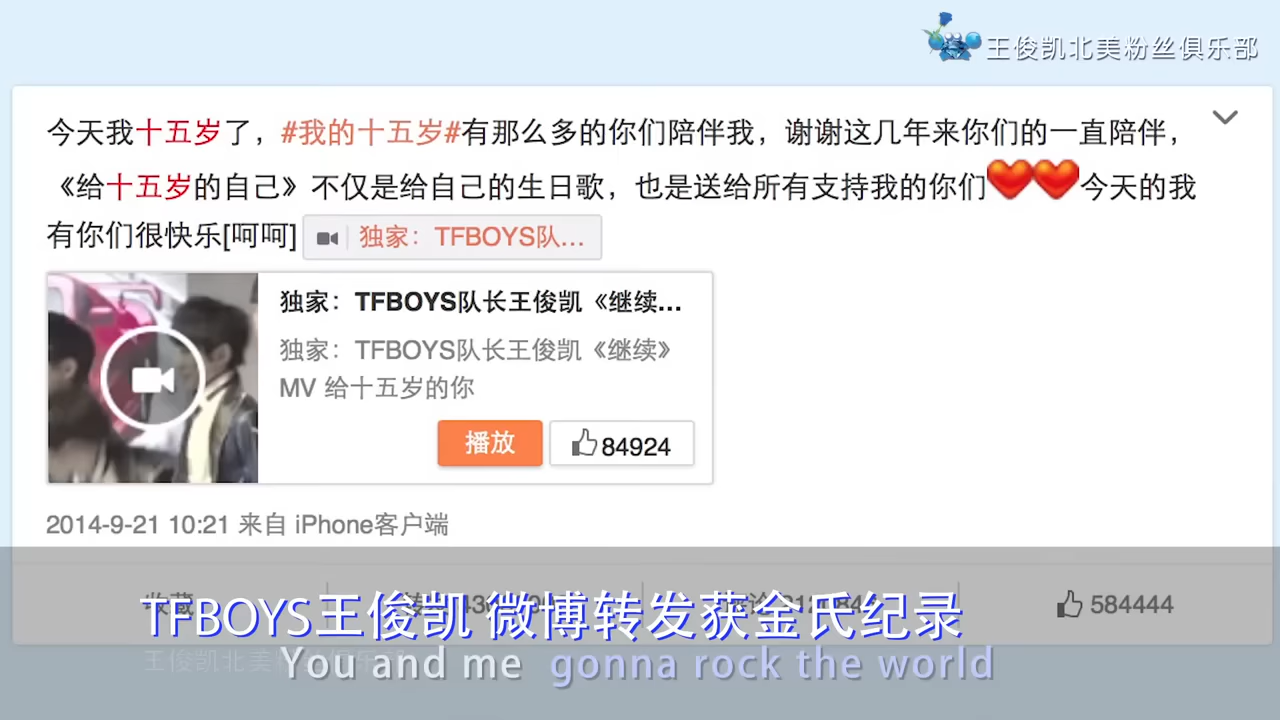 王俊凯北美粉丝俱乐部
今天我十五岁了，#我的十五岁#有那么多的你们陪伴我，谢谢这几年来你们的一直陪伴，
《给十五岁的自己》不仅是给自己的生日歌，也是送给所有支持我的你们今天的我
有你们很快乐[呵呵] 独家：TFBOYS队...
独家：TFBOYS队长王俊凯《继续...
独家：TFBOYS队长王俊凯《继续》
MV 给十五岁的你
播放 84924
2014-9-21 10:21 来自 iPhone客户端
收藏 584444
TFBOYS王俊凯 微博转发获金氏纪录
You and me gonna rock the world